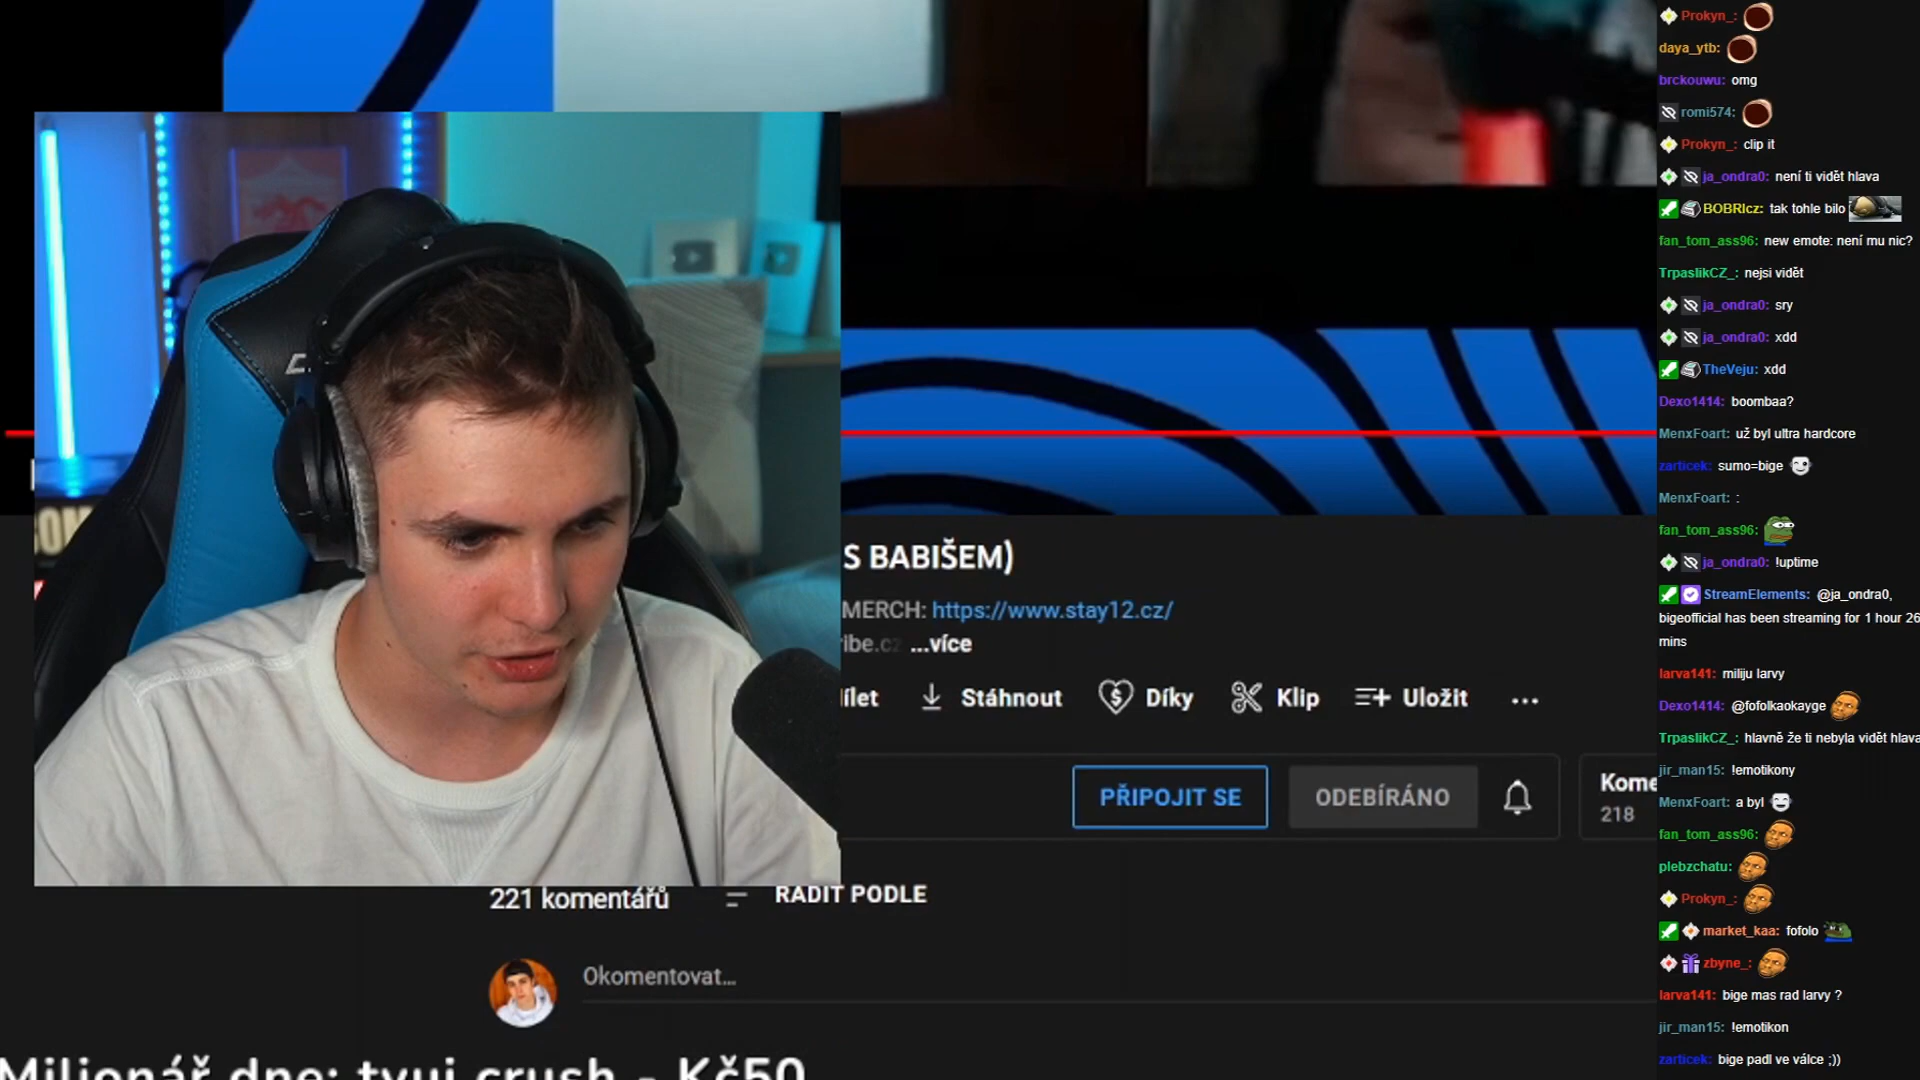 S BABIŠEM)
MERCH: https://www.stay12.cz/
ribe.cz ...více
ílet Stáhnout Díky Klip Uložit
PŘIPOJIT SE ODEBÍRÁNO
Kome
218
221 komentářů ŘADIT PODLE
Okomentovat...
Milionář dne: tvuj crush - Kč50
Prokyn_:
daya_ytb:
brckouwu: omg
romi574:
Prokyn_: clip it
ja_ondra0: není ti vidět hlava
BOBRIcz: tak tohle bilo
fan_tom_ass96: new emote: není mu nic?
TrpaslikCZ_: nejsi vidět
ja_ondra0: sry
ja_ondra0: xdd
TheVeju: xdd
Dexo1414: boombaa?
MenxFoart: už byl ultra hardcore
zarticek: sumo=bige
MenxFoart: :
fan_tom_ass96:
ja_ondra0: !uptime
StreamElements: @ja_ondra0,
bigeofficial has been streaming for 1 hour 26
mins
larva141: miliju larvy
Dexo1414: @fofolkaokayge
TrpaslikCZ_: hlavně že ti nebyla vidět hlava
jir_man15: !emotikony
MenxFoart: a byl
fan_tom_ass96:
plebzchatu:
Prokyn_:
market_kaa: fofolo
zbyne_:
larva141: bige mas rad larvy ?
jir_man15: !emotikon
zarticek: bige padl ve válce ;))